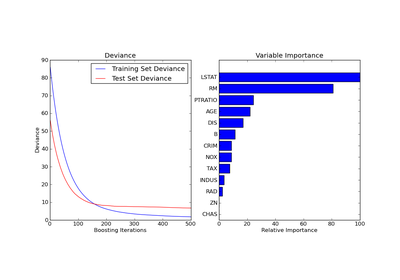 Deviance
Training Set Deviance
Test Set Deviance
Deviance
90
80
70
60
50
40
30
20
10
0
0 100 200 300 400 500
Boosting Iterations
Variable Importance
LSTAT
RM
PTRATIO
AGE
DIS
B
CRIM
NOX
TAX
INDUS
RAD
ZN
CHAS
0 20 40 60 80 100
Relative Importance